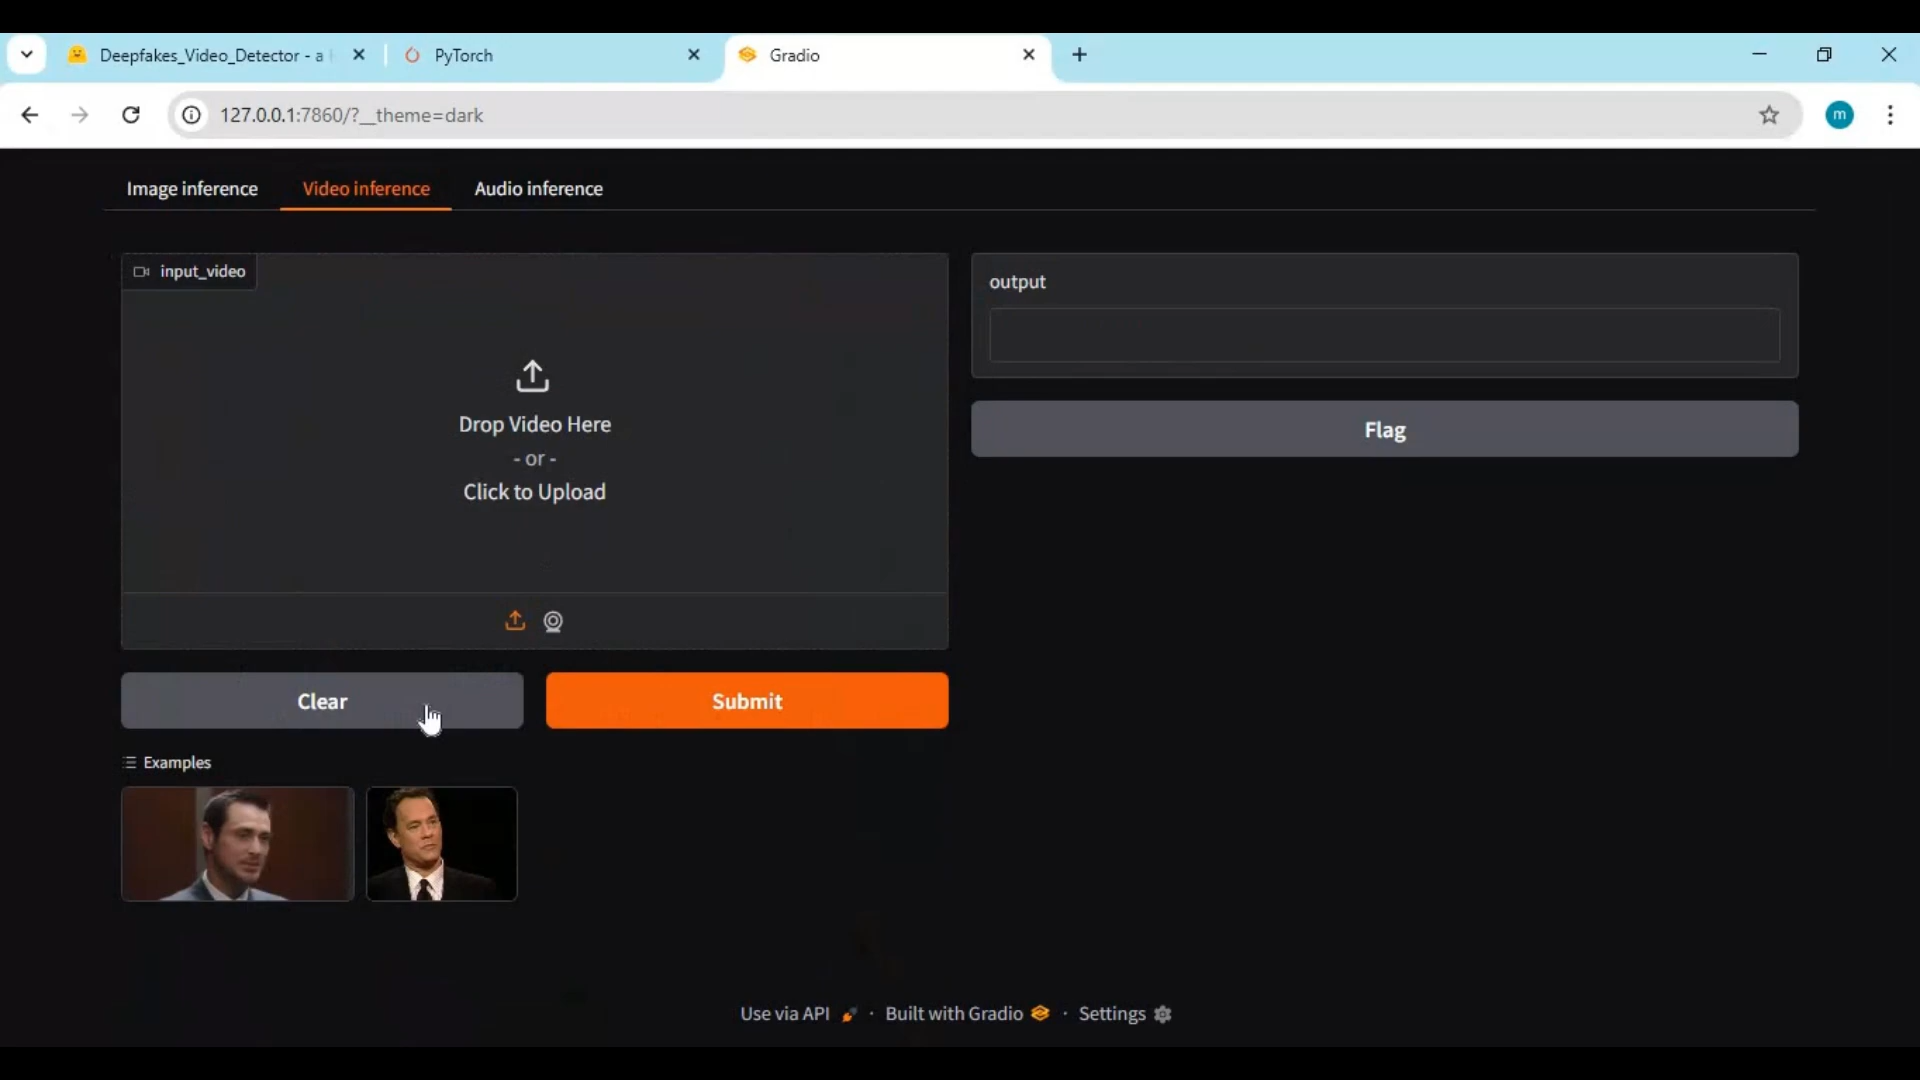 Deepfakes_Video_Detector - a
PyTorch
Gradio
127.0.0.1:7860/?__theme=dark
m
Image inference
Video inference
Audio inference
input_video
Drop Video Here
- or -
Click to Upload
output
Flag
Clear
Submit
Examples
Use via API · Built with Gradio · Settings